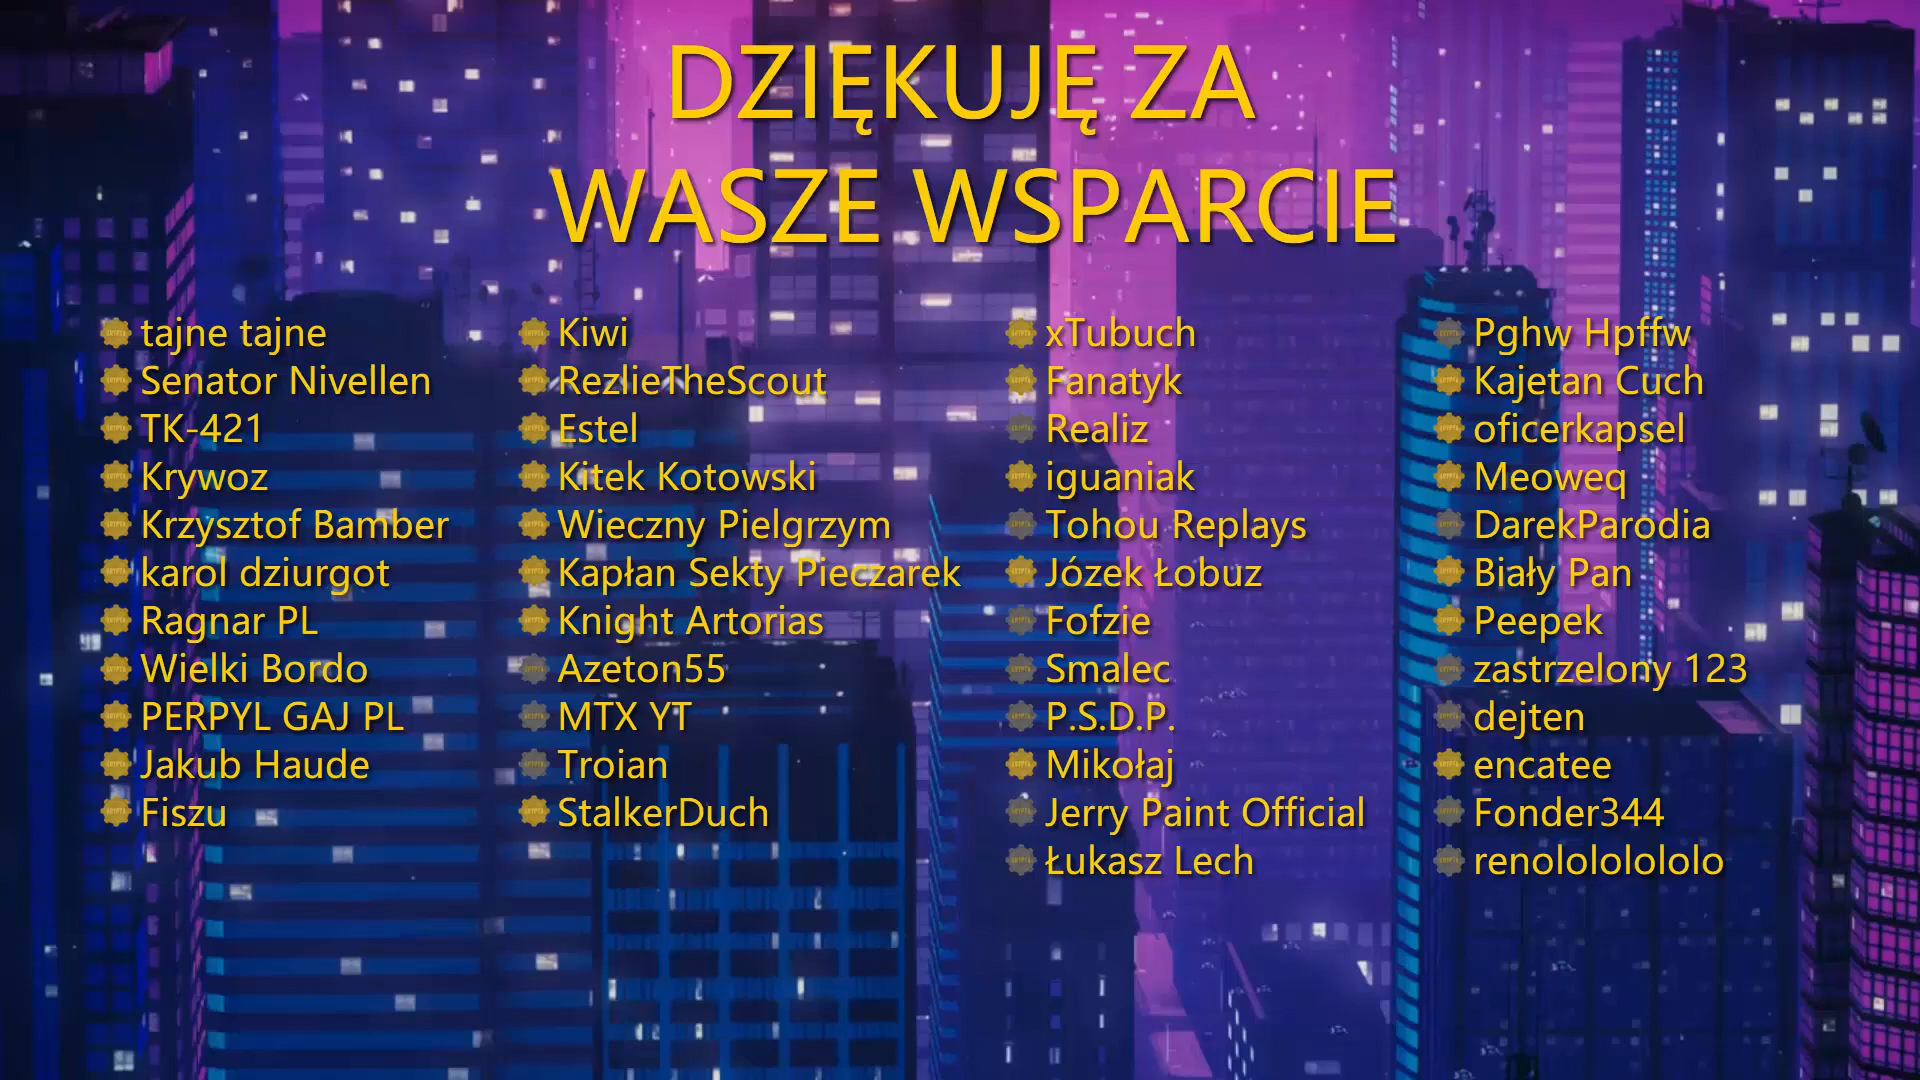 DZIĘKUJĘ ZA
WASZE WSPARCIE
tajne tajne
Senator Nivellen
TK-421
Krywoz
Krzysztof Bamber
karol dziurgot
Ragnar PL
Wielki Bordo
PERPYL GAJ PL
Jakub Haude
Fiszu
Kiwi
RezlieTheScout
Estel
Kitek Kotowski
Wieczny Pielgrzym
Kapłan Sekty Pieczarek
Knight Artorias
Azeton55
MTX YT
Troian
StalkerDuch
xTubuch
Fanatyk
Realiz
iguaniak
Tohou Replays
Józek Łobuz
Fofzie
Smalec
P.S.D.P.
Mikołaj
Jerry Paint Official
Łukasz Lech
Pghw Hpffw
Kajetan Cuch
oficerkapsel
Meoweq
DarekParodia
Biały Pan
Peepek
zastrzelony 123
dejten
encatee
Fonder344
renolololololo